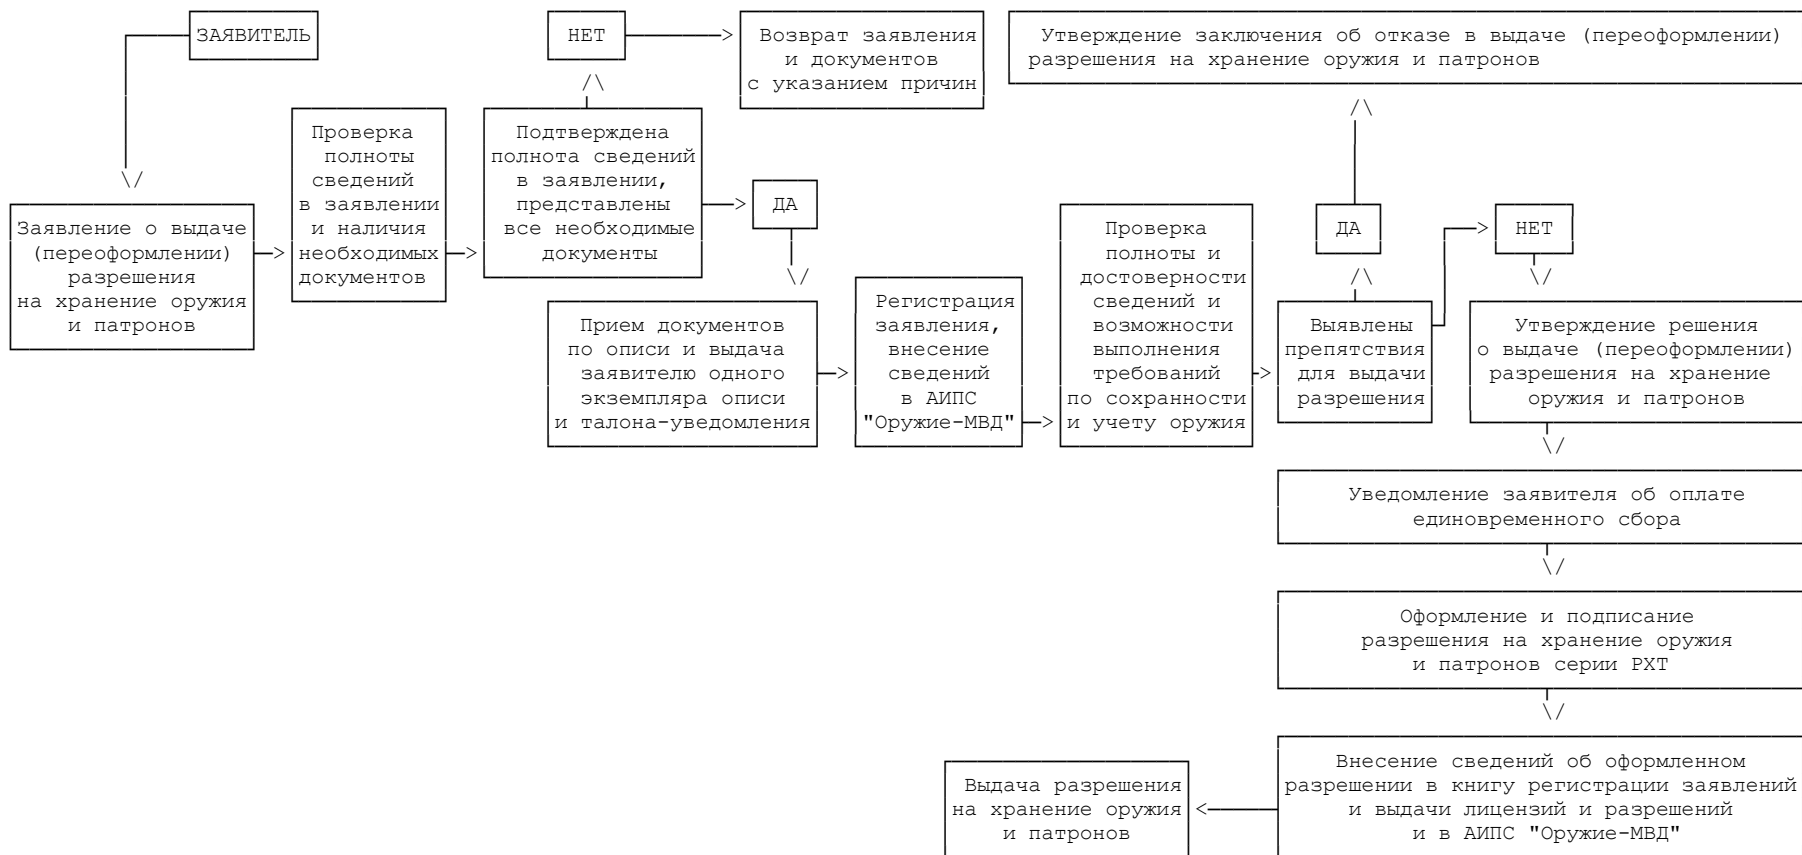 ЗАЯВИТЕЛЬ
НЕТ
Возврат заявления
и документов
с указанием причин
Утверждение заключения об отказе в выдаче (переоформлении)
разрешения на хранение оружия и патронов
Заявление о выдаче
(переоформлении)
разрешения
на хранение оружия
и патронов
Проверка
полноты
сведений
в заявлении
и наличия
необходимых
документов
Подтверждена
полнота сведений
в заявлении,
представлены
все необходимые
документы
ДА
Прием документов
по описи и выдача
заявителю одного
экземпляра описи
и талона-уведомления
Регистрация
заявления,
внесение
сведений
в АИПС
"Оружие-МВД"
Проверка
полноты и
достоверности
сведений и
возможности
выполнения
требований
по сохранности
и учету оружия
Выявлены
препятствия
для выдачи
разрешения
ДА
НЕТ
Утверждение решения
о выдаче (переоформлении)
разрешения на хранение
оружия и патронов
Уведомление заявителя об оплате
единовременного сбора
Оформление и подписание
разрешения на хранение оружия
и патронов серии РХТ
Внесение сведений об оформленном
разрешении в книгу регистрации заявлений
и выдачи лицензий и разрешений
и в АИПС "Оружие-МВД"
Выдача разрешения
на хранение оружия
и патронов